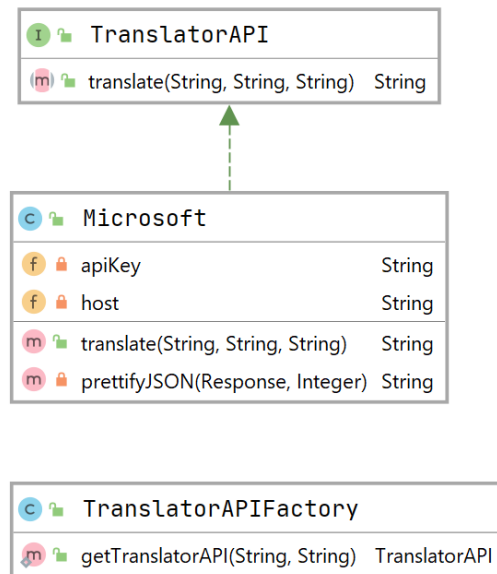 I TranslatorAPI
m translate(String, String, String) String
C Microsoft
f apiKey String
f host String
m translate(String, String, String) String
m prettifyJSON(Response, Integer) String
C TranslatorAPIFactory
m getTranslatorAPI(String, String) TranslatorAPI